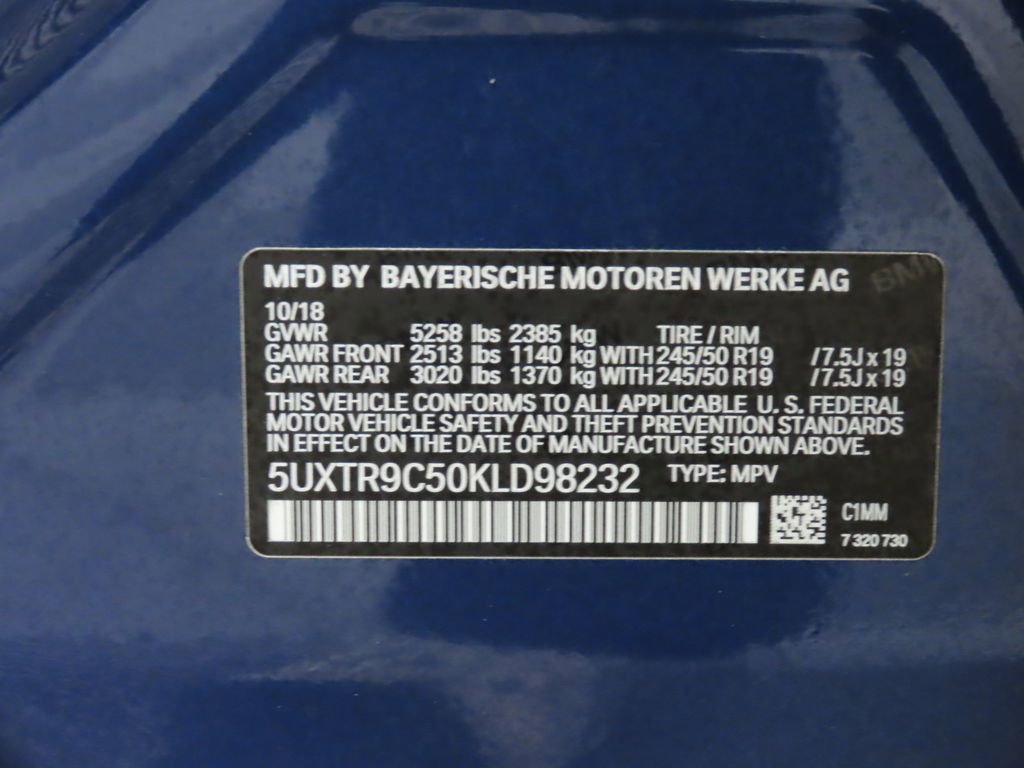 MFD BY BAYERISCHE MOTOREN WERKE AG
10/18
GVWR 5258 lbs 2385 kg TIRE / RIM
GAWR FRONT 2513 lbs 1140 kg WITH 245/50 R19 /7.5J x 19
GAWR REAR 3020 lbs 1370 kg WITH 245/50 R19 /7.5J x 19
THIS VEHICLE CONFORMS TO ALL APPLICABLE U. S. FEDERAL
MOTOR VEHICLE SAFETY AND THEFT PREVENTION STANDARDS
IN EFFECT ON THE DATE OF MANUFACTURE SHOWN ABOVE.
5UXTR9C50KLD98232 TYPE: MPV
C1MM
7 320 730